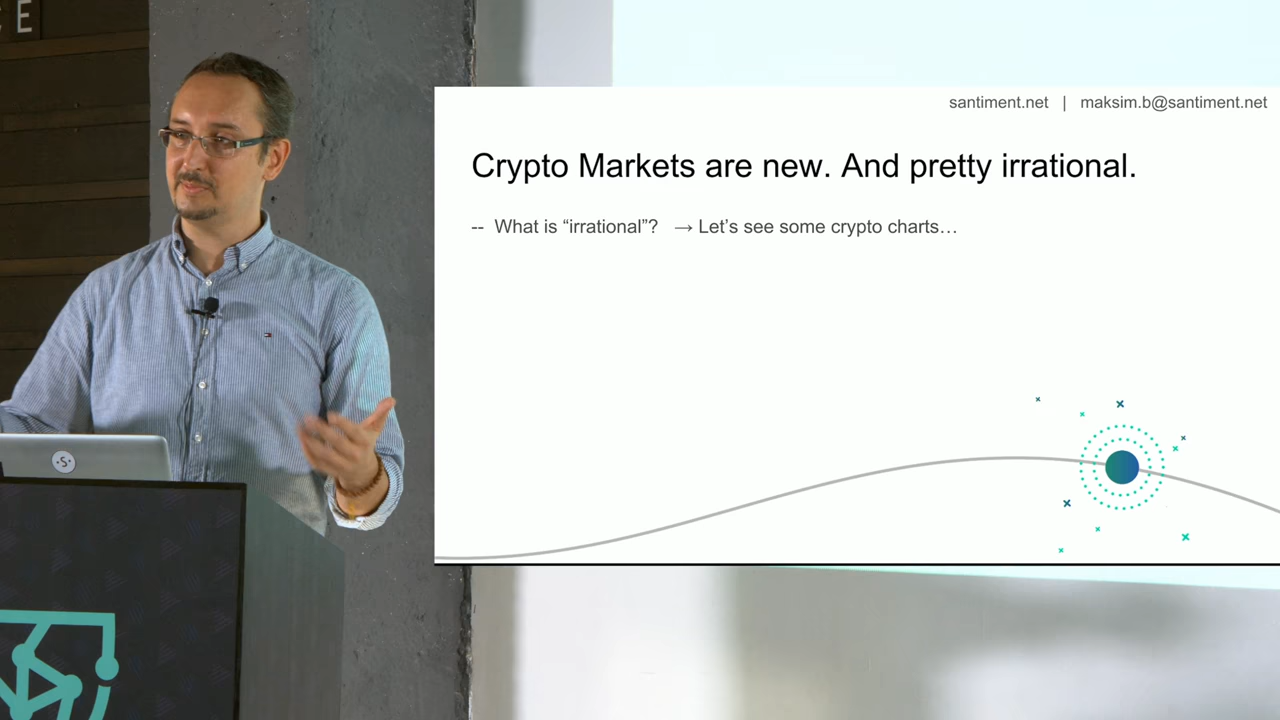 CE
santiment.net | maksim.b@santiment.net
Crypto Markets are new. And pretty irrational.
-- What is “irrational”? → Let’s see some crypto charts…
·S·